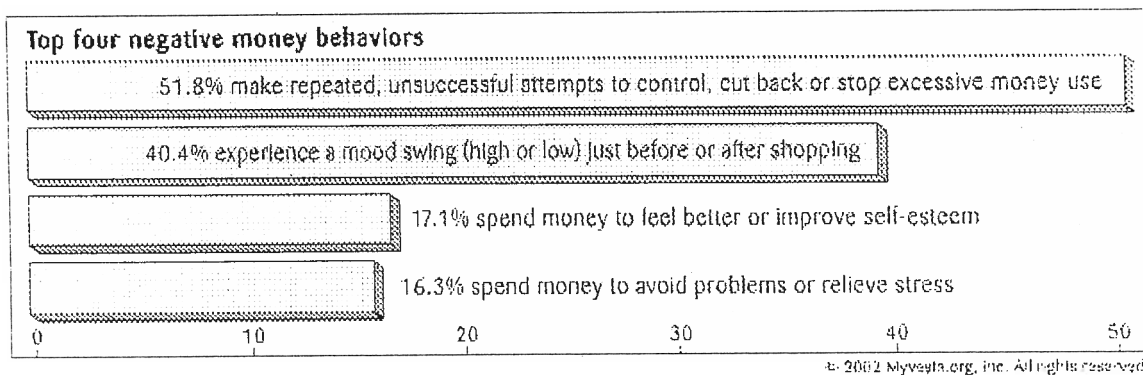 Top four negative money behaviors
51.8% make repeated, unsuccessful attempts to control, cut back or stop excessive money use
40.4% experience a mood swing (high or low) just before or after shopping
17.1% spend money to feel better or improve self-esteem
16.3% spend money to avoid problems or relieve stress
0 10 20 30 40 50
© 2002 Myvesta.org, Inc. All rights reserved